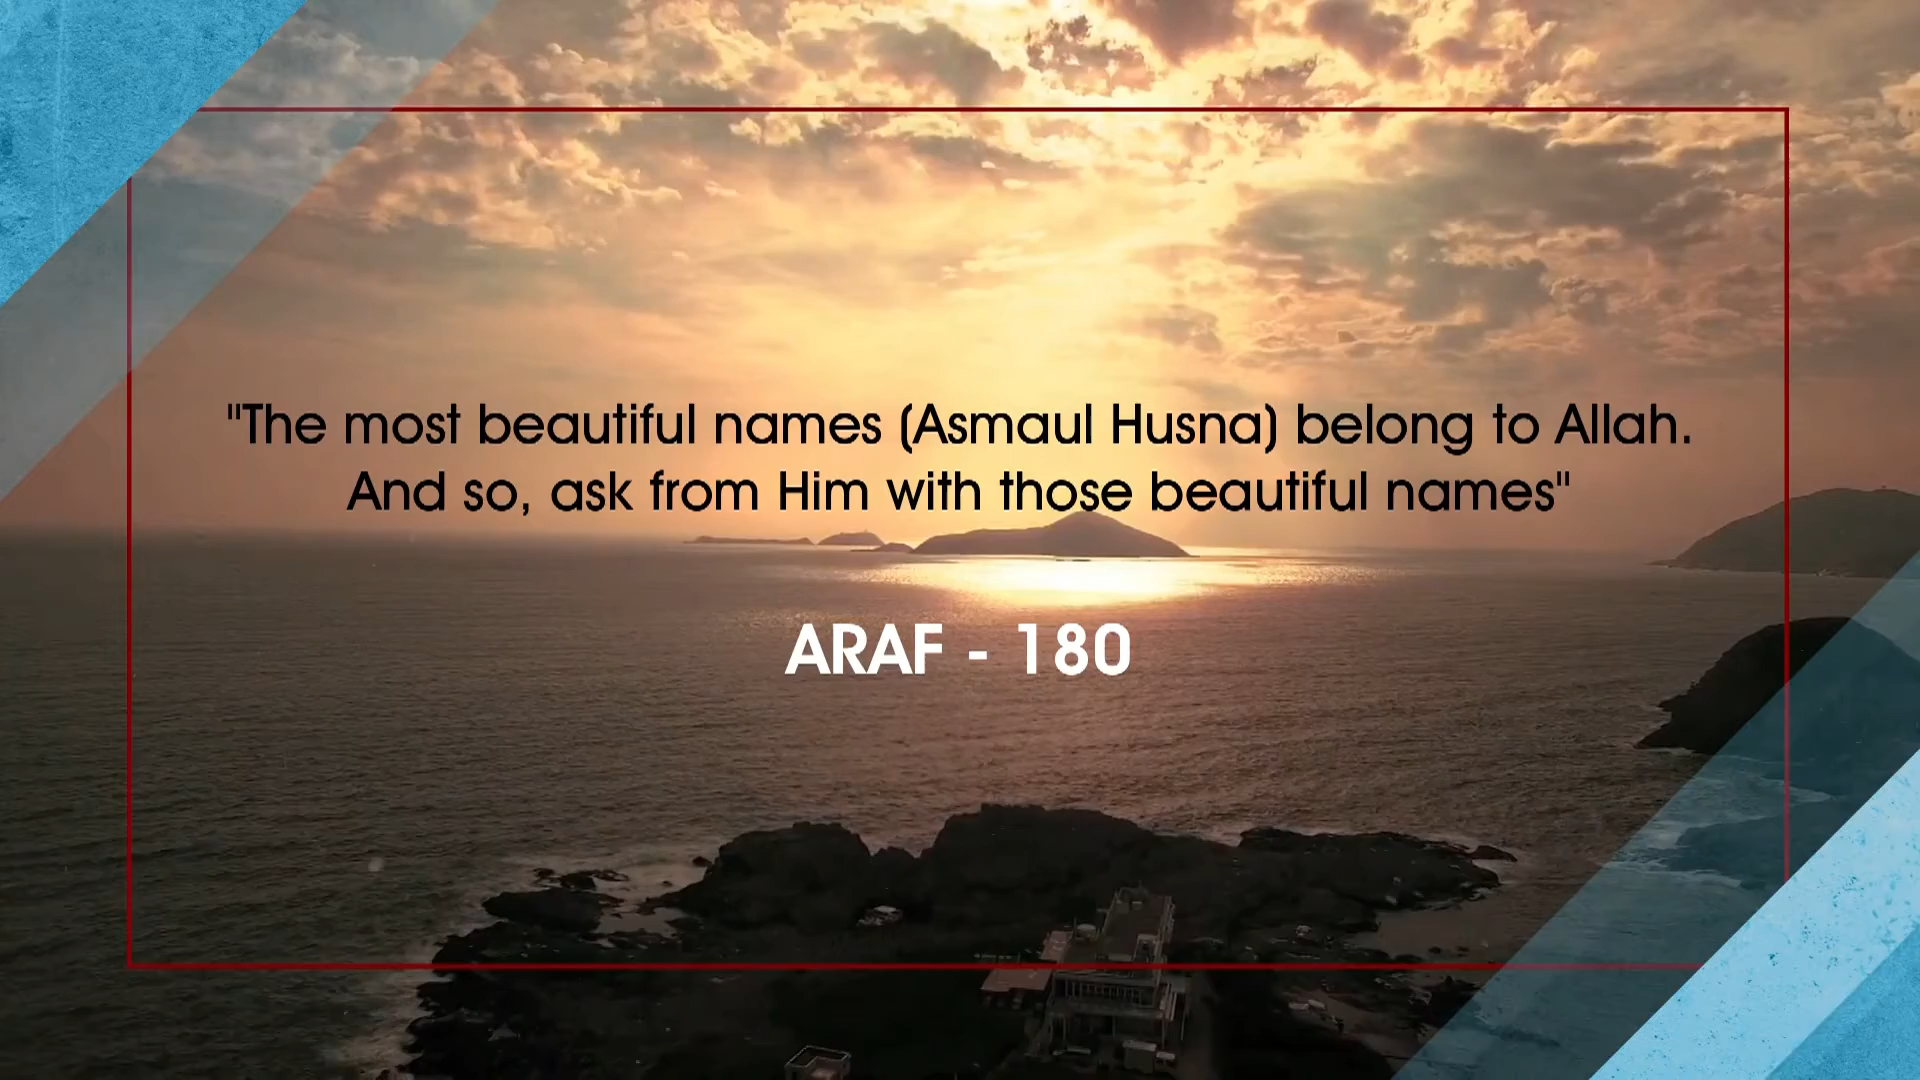 "The most beautiful names (Asmaul Husna) belong to Allah.
And so, ask from Him with those beautiful names"
ARAF - 180